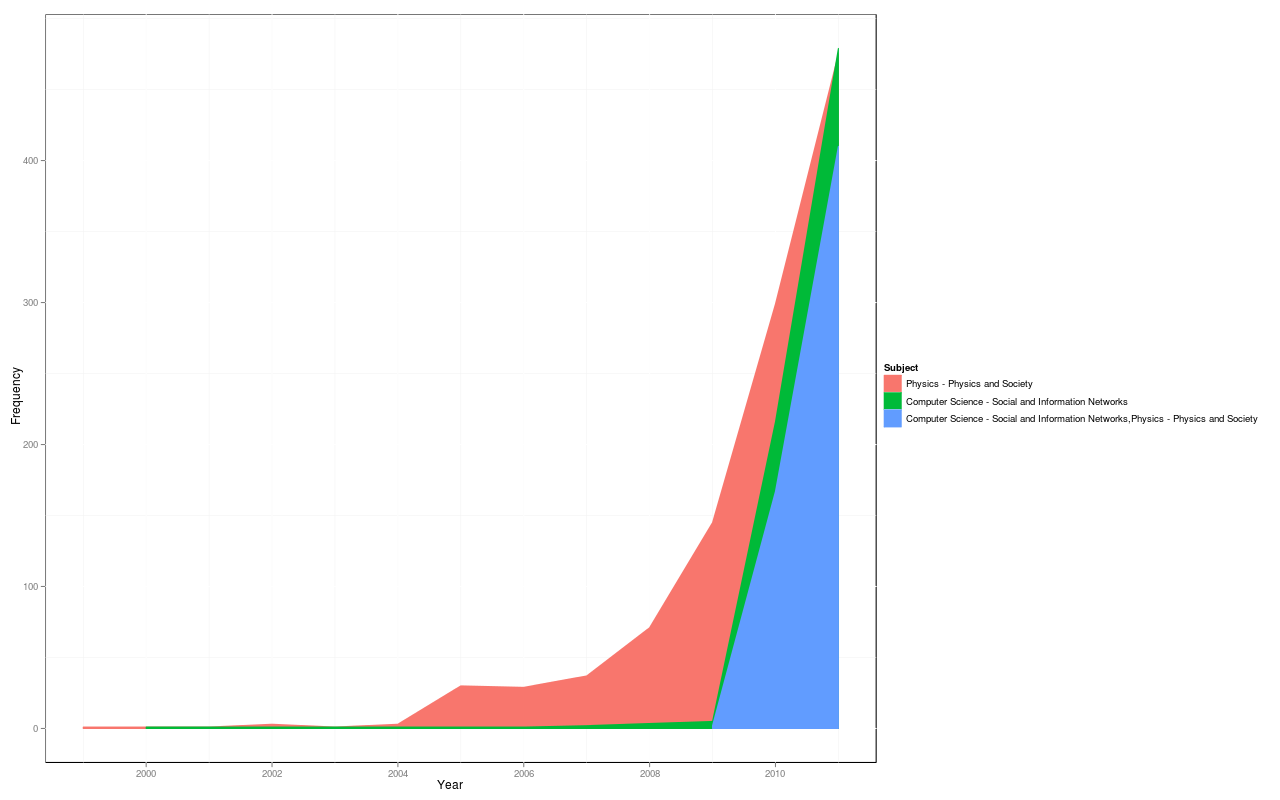 400
300
200
100
0
Frequency
2000 2002 2004 2006 2008 2010
Year
Subject
Physics - Physics and Society
Computer Science - Social and Information Networks
Computer Science - Social and Information Networks,Physics - Physics and Society